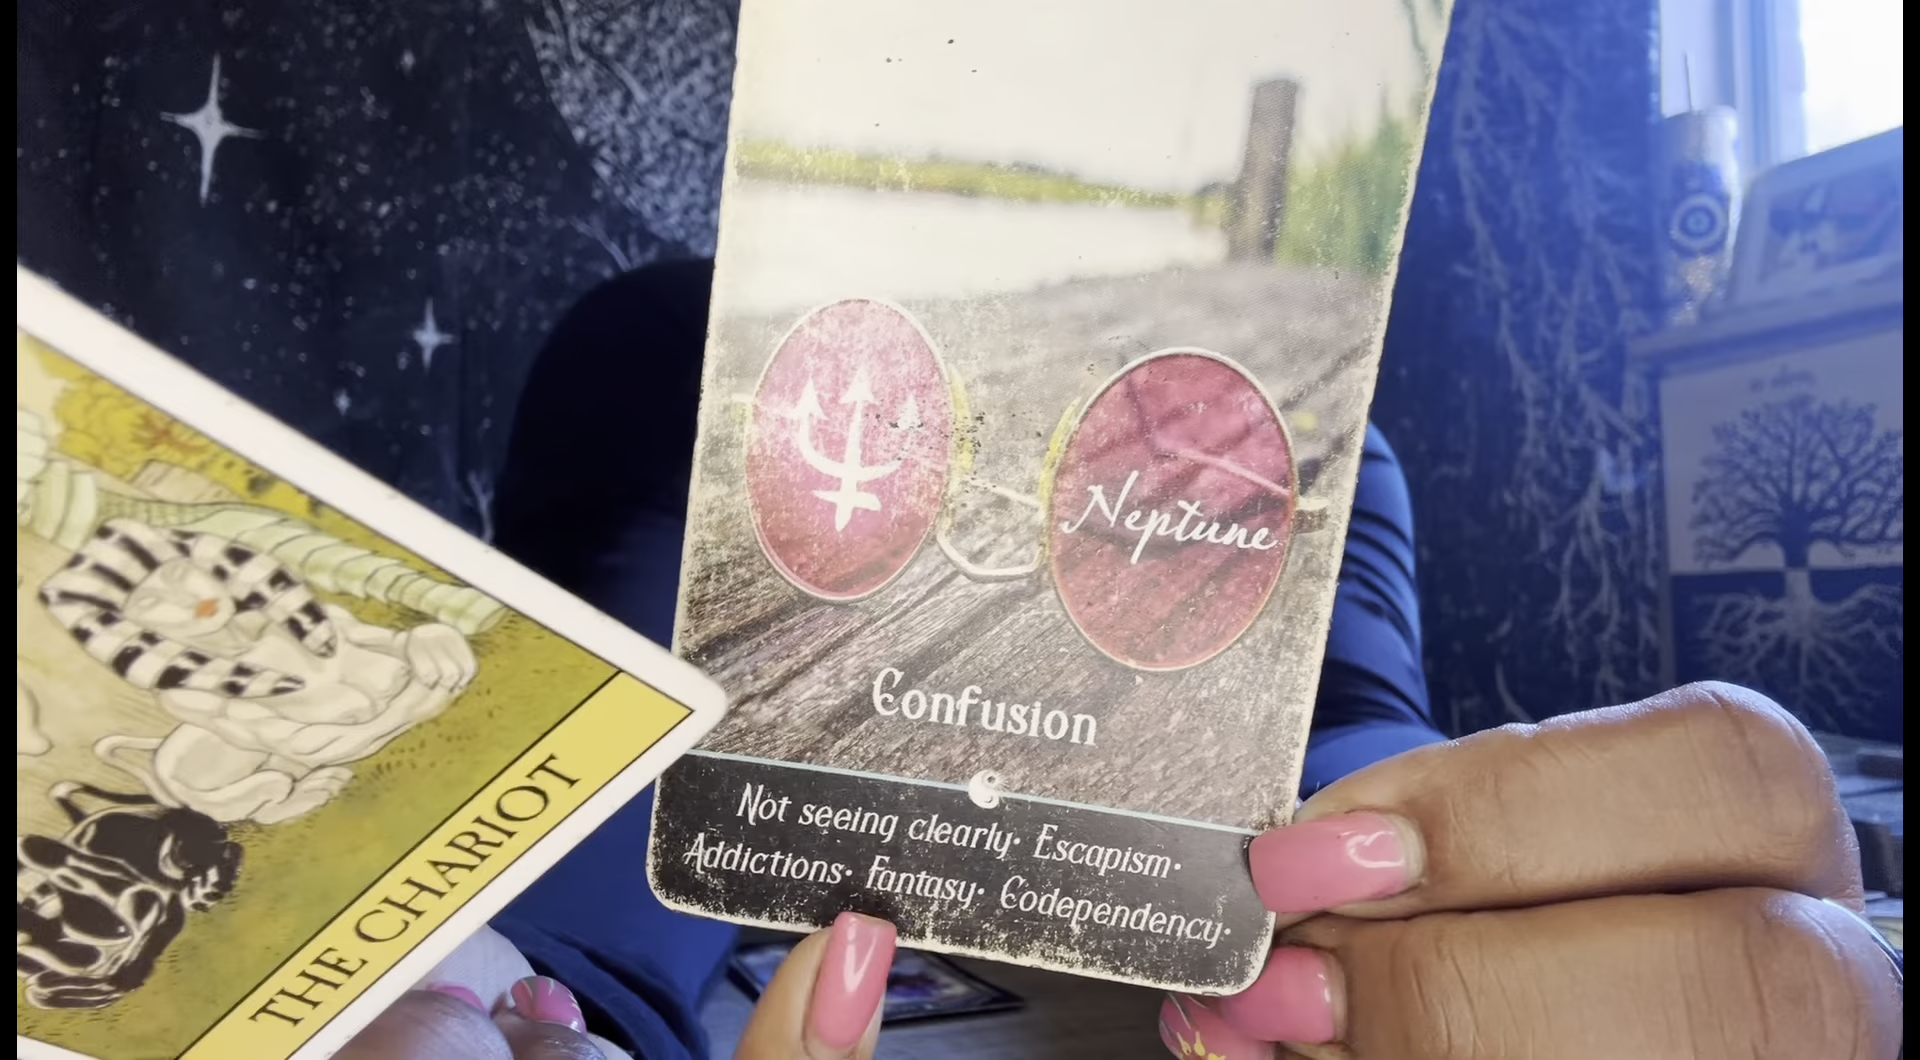 Neptune
Confusion
Not seeing clearly· Escapism·
Addictions· Fantasy· Codependency·
THE CHARIOT